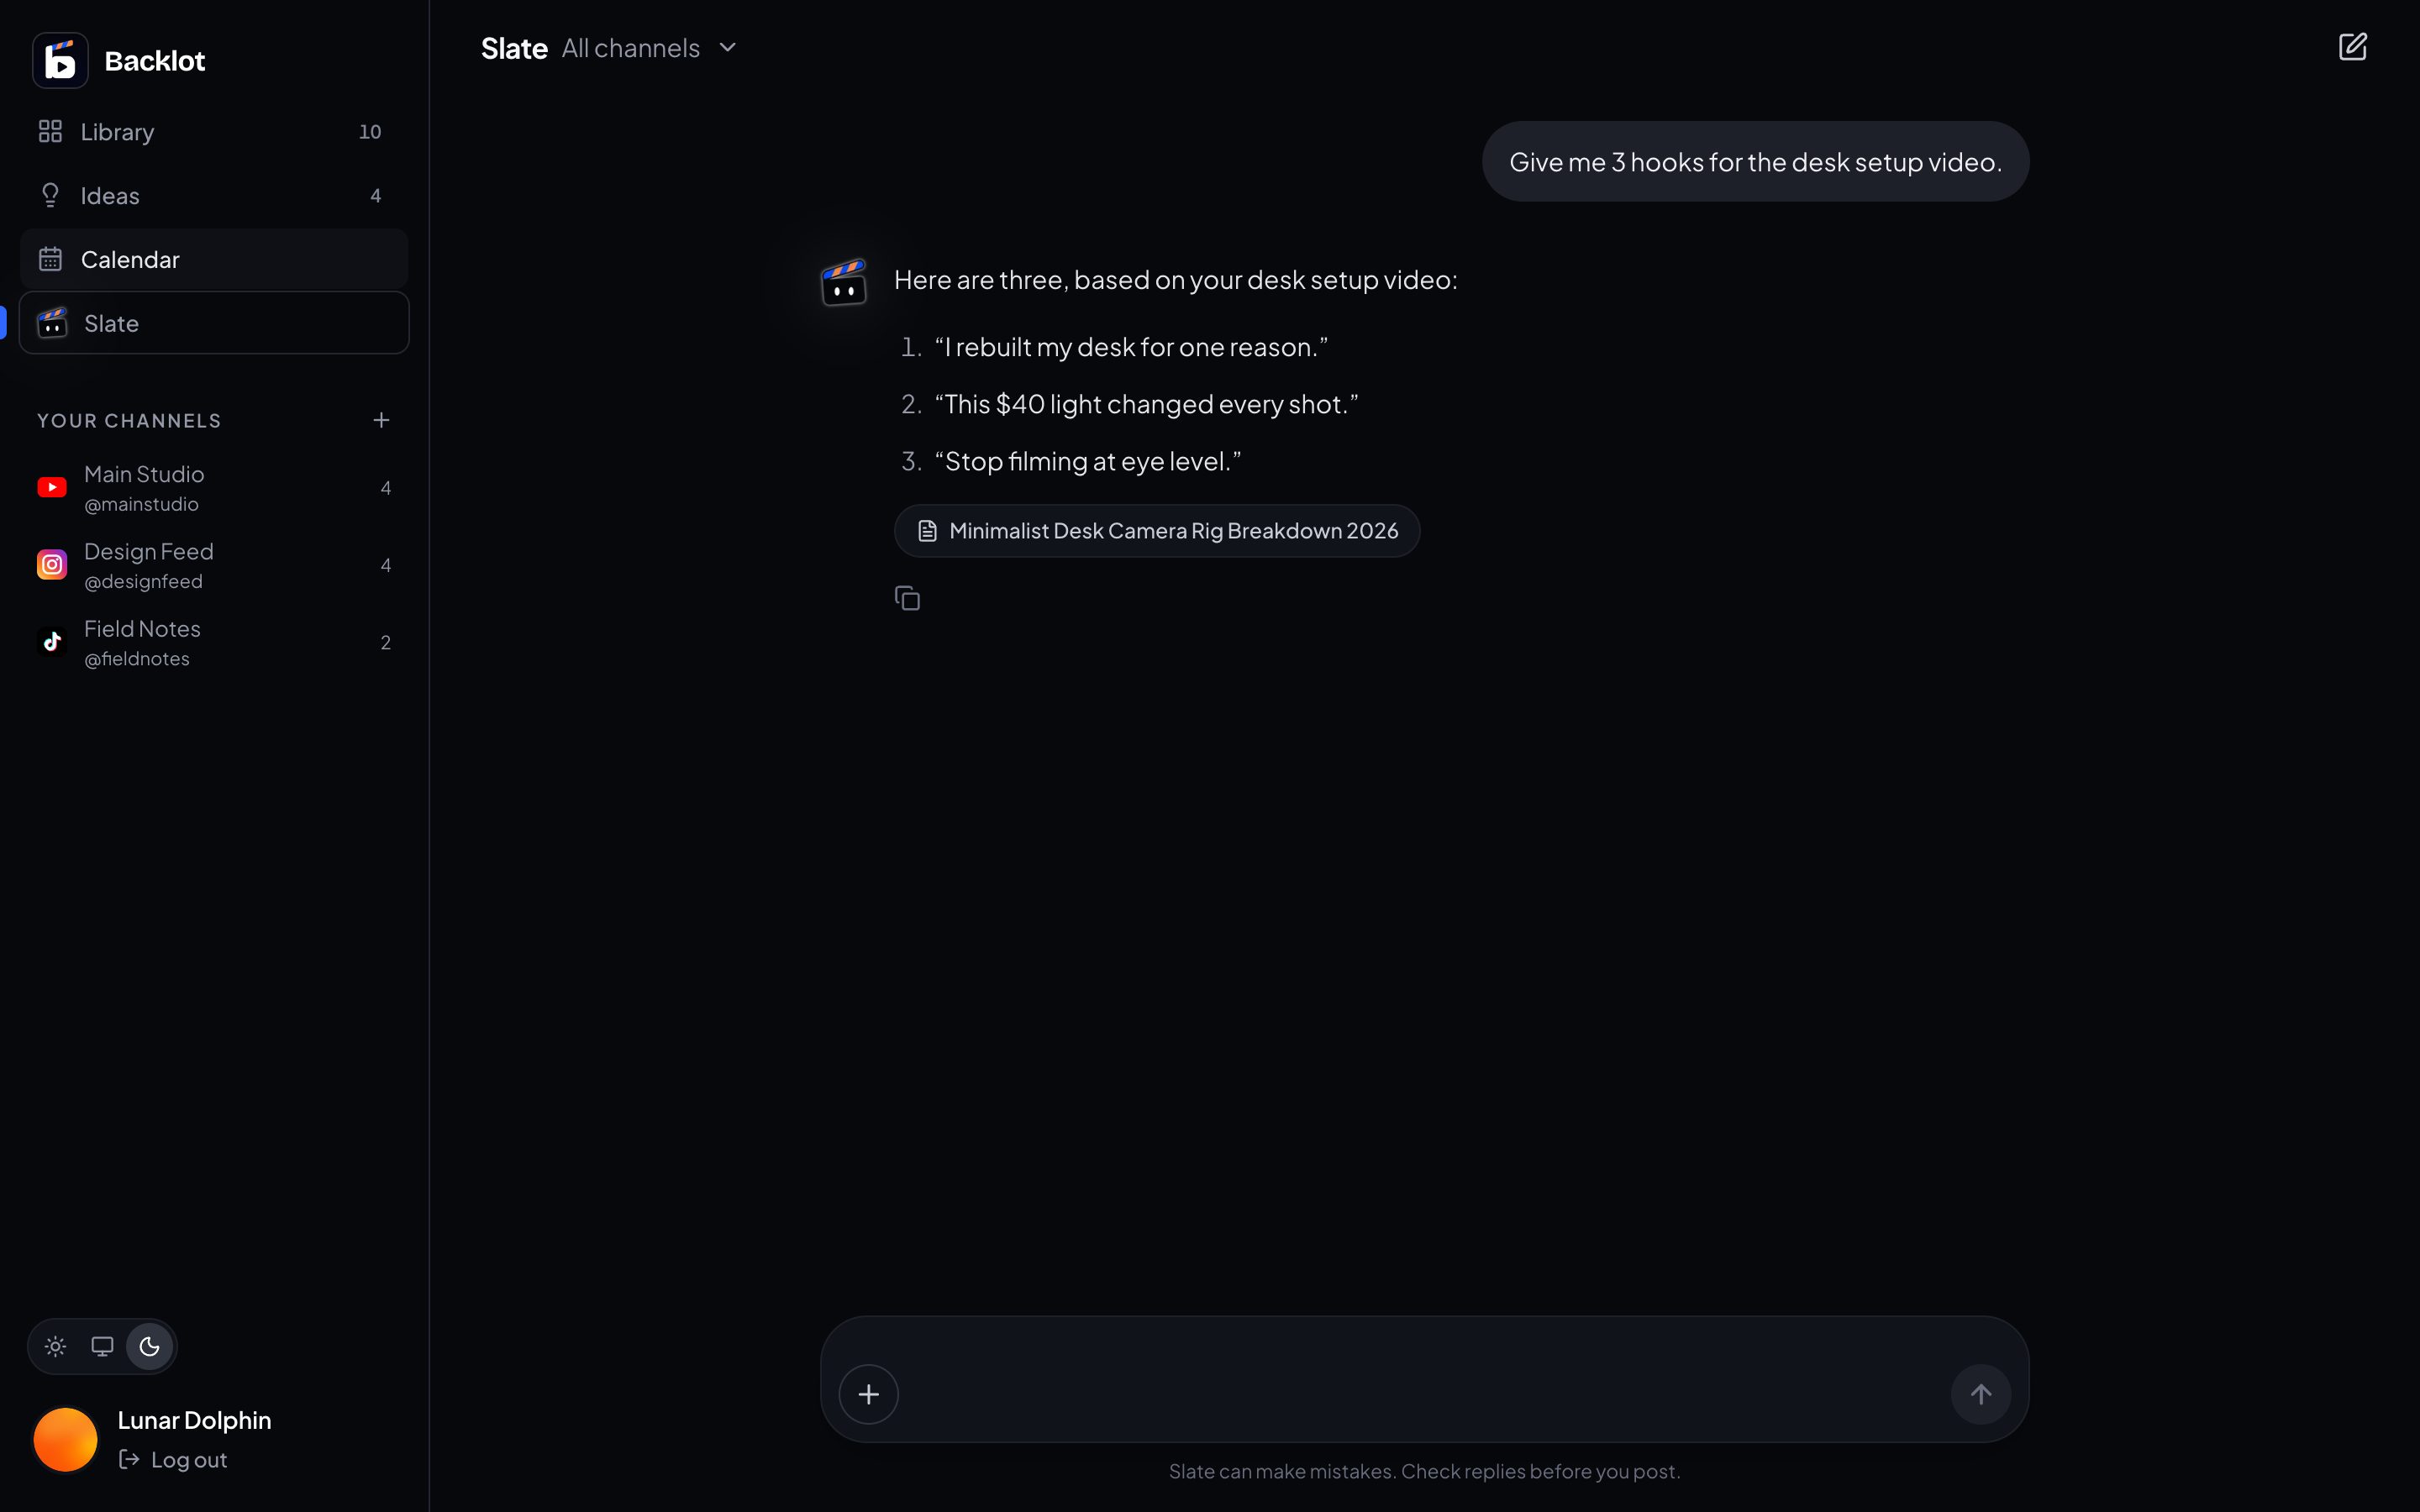 Backlot
Library 10
Ideas 4
Calendar
Slate
YOUR CHANNELS
Main Studio
@mainstudio
4
Design Feed
@designfeed
4
Field Notes
@fieldnotes
2
Lunar Dolphin
Log out
Slate All channels
Give me 3 hooks for the desk setup video.
Here are three, based on your desk setup video:
1. “I rebuilt my desk for one reason.”
2. “This $40 light changed every shot.”
3. “Stop filming at eye level.”
Minimalist Desk Camera Rig Breakdown 2026
Slate can make mistakes. Check replies before you post.